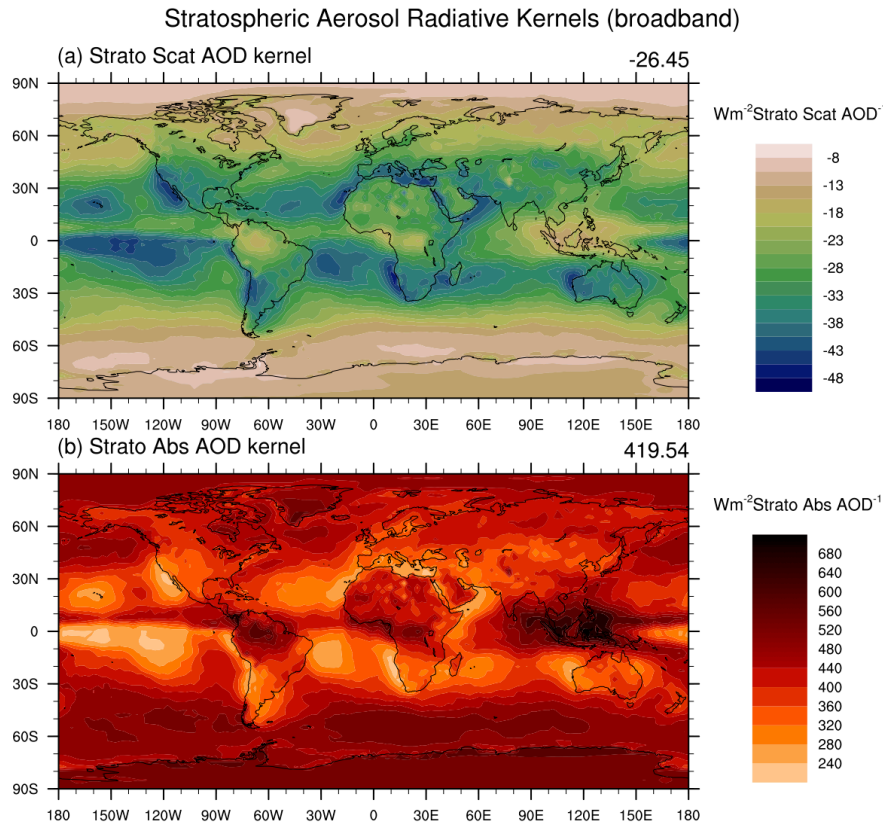 Stratospheric Aerosol Radiative Kernels (broadband)
(a) Strato Scat AOD kernel
-26.45
90N
60N
30N
0
30S
60S
90S
180 150W 120W 90W 60W 30W 0 30E 60E 90E 120E 150E 180
Wm⁻²Strato Scat AOD⁻
-8
-13
-18
-23
-28
-33
-38
-43
-48
(b) Strato Abs AOD kernel
419.54
90N
60N
30N
0
30S
60S
90S
180 150W 120W 90W 60W 30W 0 30E 60E 90E 120E 150E 180
Wm⁻²Strato Abs AOD⁻¹
680
640
600
560
520
480
440
400
360
320
280
240